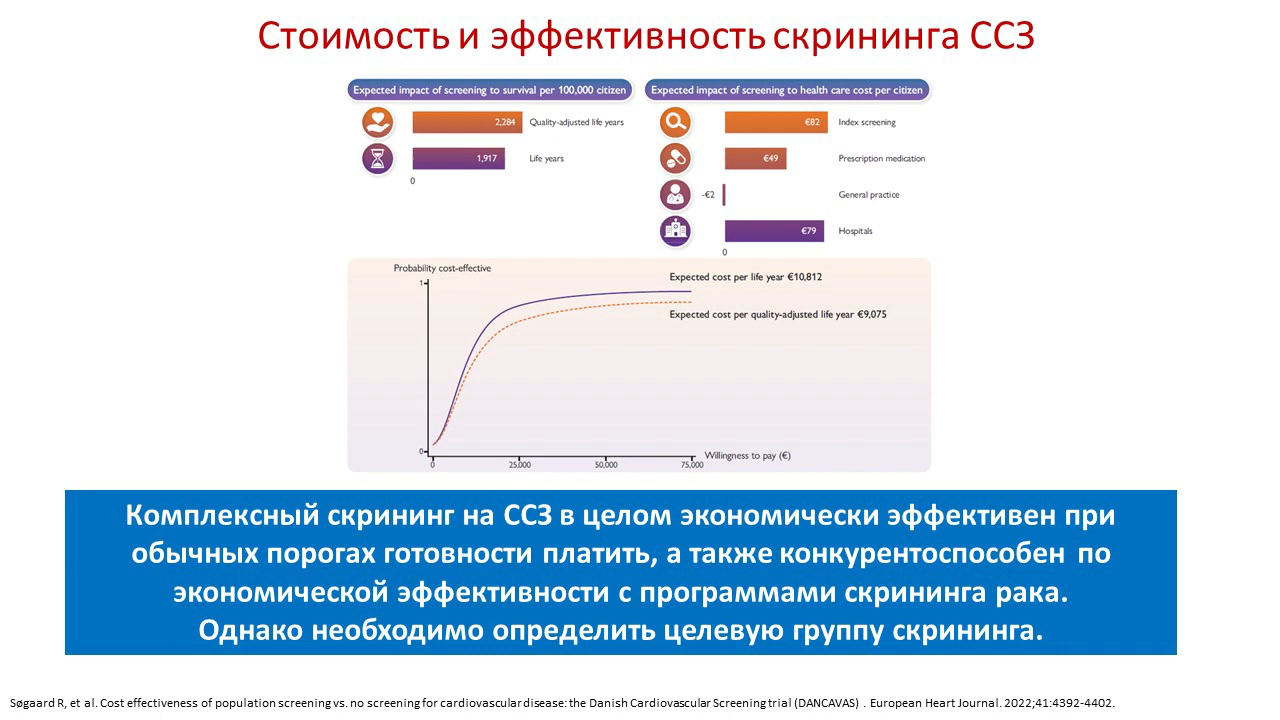 Стоимость и эффективность скрининга ССЗ
Expected impact of screening to survival per 100,000 citizen
2,284 Quality-adjusted life years
1,917 Life years
0
Expected impact of screening to health care cost per citizen
€82 Index screening
€49 Prescription medication
-€2 General practice
€79 Hospitals
0
Probability cost-effective
1
0
Expected cost per life year €10,812
Expected cost per quality-adjusted life year €9,075
Willingness to pay (€)
0 25,000 50,000 75,000
Комплексный скрининг на ССЗ в целом экономически эффективен при
обычных порогах готовности платить, а также конкурентоспособен по
экономической эффективности с программами скрининга рака.
Однако необходимо определить целевую группу скрининга.
Søgaard R, et al. Cost effectiveness of population screening vs. no screening for cardiovascular disease: the Danish Cardiovascular Screening trial (DANCAVAS) . European Heart Journal. 2022;41:4392-4402.